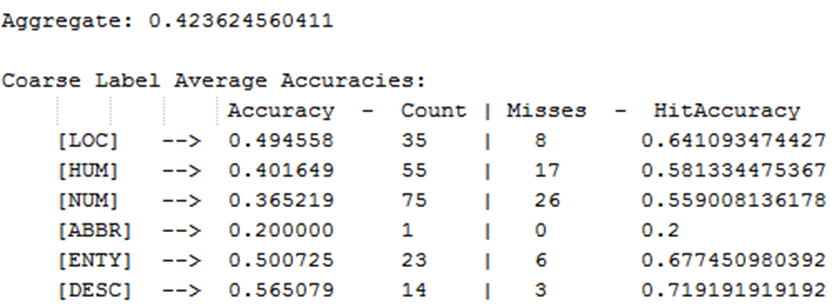 Aggregate: 0.423624560411
Coarse Label Average Accuracies:
Accuracy - Count | Misses - HitAccuracy
[LOC] --> 0.494558 35 | 8 0.641093474427
[HUM] --> 0.401649 55 | 17 0.581334475367
[NUM] --> 0.365219 75 | 26 0.559008136178
[ABBR] --> 0.200000 1 | 0 0.2
[ENTY] --> 0.500725 23 | 6 0.677450980392
[DESC] --> 0.565079 14 | 3 0.719191919192